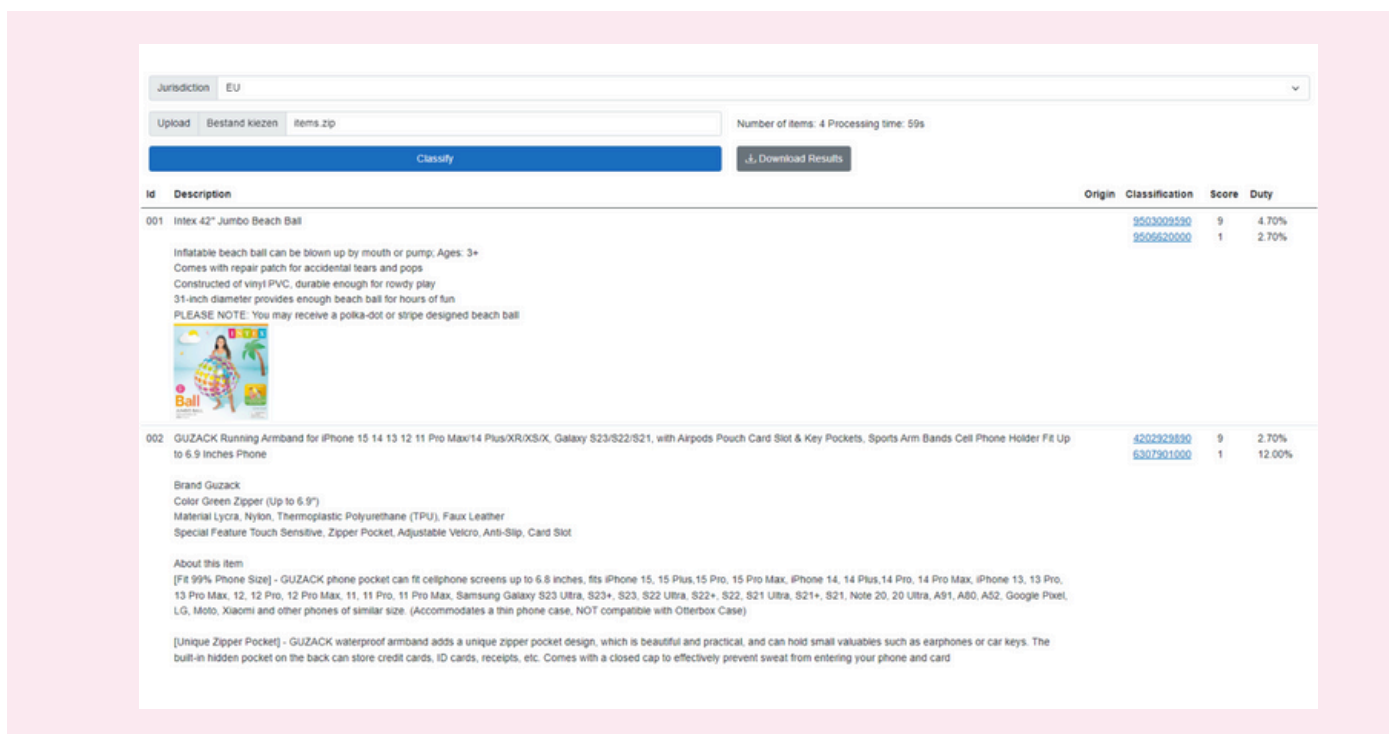 Jurisdiction EU
Upload Bestand kiezen items.zip Number of items: 4 Processing time: 59s
Classify Download Results
Id Description Origin Classification Score Duty
001 Intex 42" Jumbo Beach Ball 9503009590 9 4.70%
9506620000 1 2.70%
Inflatable beach ball can be blown up by mouth or pump; Ages: 3+
Comes with repair patch for accidental tears and pops
Constructed of vinyl PVC, durable enough for rowdy play
31-inch diameter provides enough beach ball for hours of fun
PLEASE NOTE: You may receive a polka-dot or stripe designed beach ball
INTEX
Ball
002 GUZACK Running Armband for iPhone 15 14 13 12 11 Pro Max/14 Plus/XR/XS/X, Galaxy S23/S22/S21, with Airpods Pouch Card Slot & Key Pockets, Sports Arm Bands Cell Phone Holder Fit Up 4202929890 9 2.70%
to 6.9 Inches Phone 6307901000 1 12.00%
Brand Guzack
Color Green Zipper (Up to 6.9")
Material Lycra, Nylon, Thermoplastic Polyurethane (TPU), Faux Leather
Special Feature Touch Sensitive, Zipper Pocket, Adjustable Velcro, Anti-Slip, Card Slot
About this item
[Fit 99% Phone Size] - GUZACK phone pocket can fit cellphone screens up to 6.8 inches, fits iPhone 15, 15 Plus,15 Pro, 15 Pro Max, iPhone 14, 14 Plus,14 Pro, 14 Pro Max, iPhone 13, 13 Pro,
13 Pro Max, 12, 12 Pro, 12 Pro Max, 11, 11 Pro, 11 Pro Max, Samsung Galaxy S23 Ultra, S23+, S23, S22 Ultra, S22+, S22, S21 Ultra, S21+, S21, Note 20, 20 Ultra, A91, A80, A52, Google Pixel,
LG, Moto, Xiaomi and other phones of similar size. (Accommodates a thin phone case, NOT compatible with Otterbox
Case)
[Unique Zipper Pocket] - GUZACK waterproof armband adds a unique zipper pocket design, which is beautiful and practical, and can hold small valuables such as earphones or car keys. The
built-in hidden pocket on the back can store credit cards, ID cards, receipts, etc. Comes with a closed cap to effectively prevent sweat from entering your phone and card